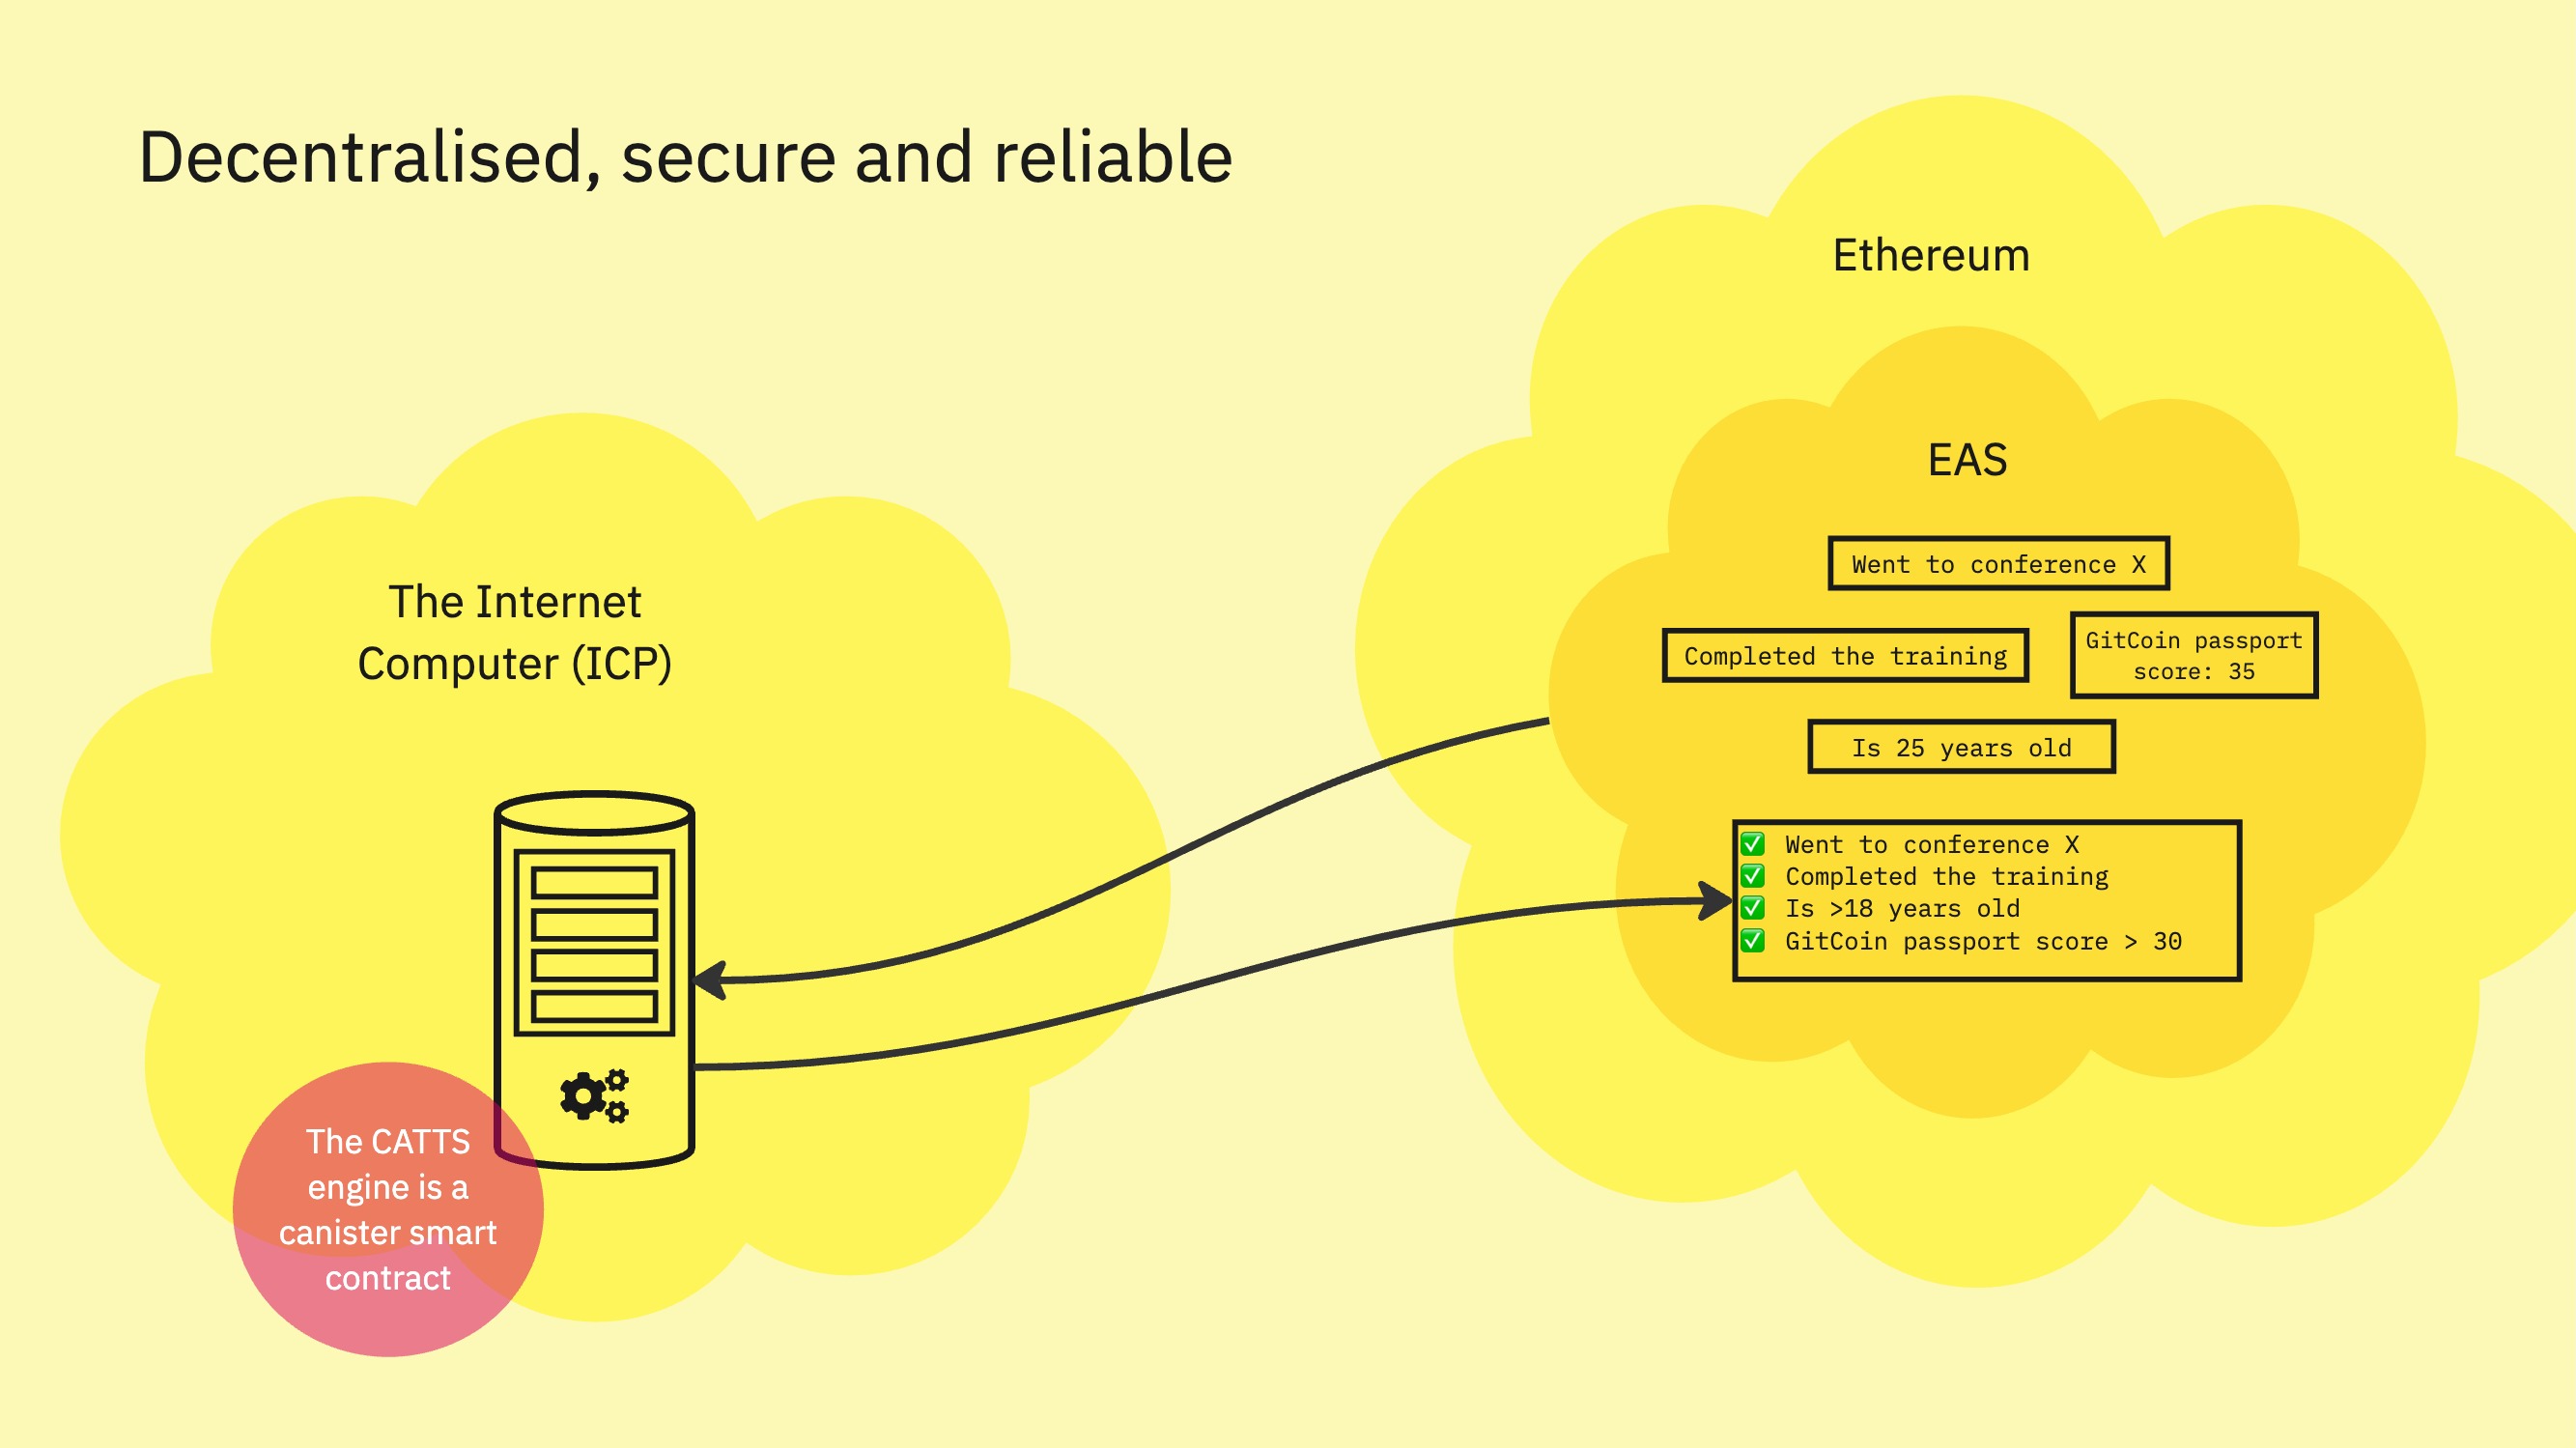 Decentralised, secure and reliable
Ethereum
EAS
Went to conference X
Completed the training
GitCoin passport
score: 35
Is 25 years old
✅ Went to conference X
✅ Completed the training
✅ Is >18 years old
✅ GitCoin passport score > 30
The Internet
Computer (ICP)
The CATTS
engine is a
canister smart
contract